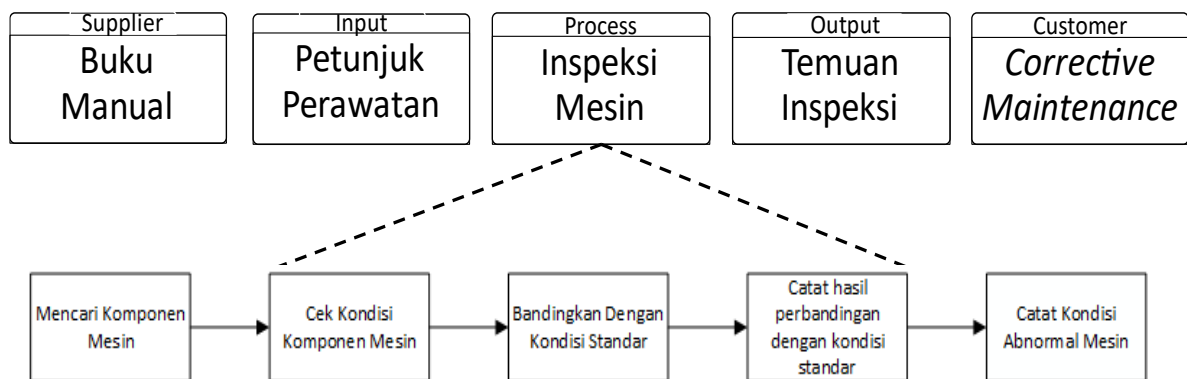 Supplier
Buku
Manual
Input
Petunjuk
Perawatan
Process
Inspeksi
Mesin
Output
Temuan
Inspeksi
Customer
Corrective
Maintenance
Mencari Komponen
Mesin
Cek Kondisi
Komponen Mesin
Bandingkan Dengan
Kondisi Standar
Catat hasil
perbandingan
dengan kondisi
standar
Catat Kondisi
Abnormal Mesin